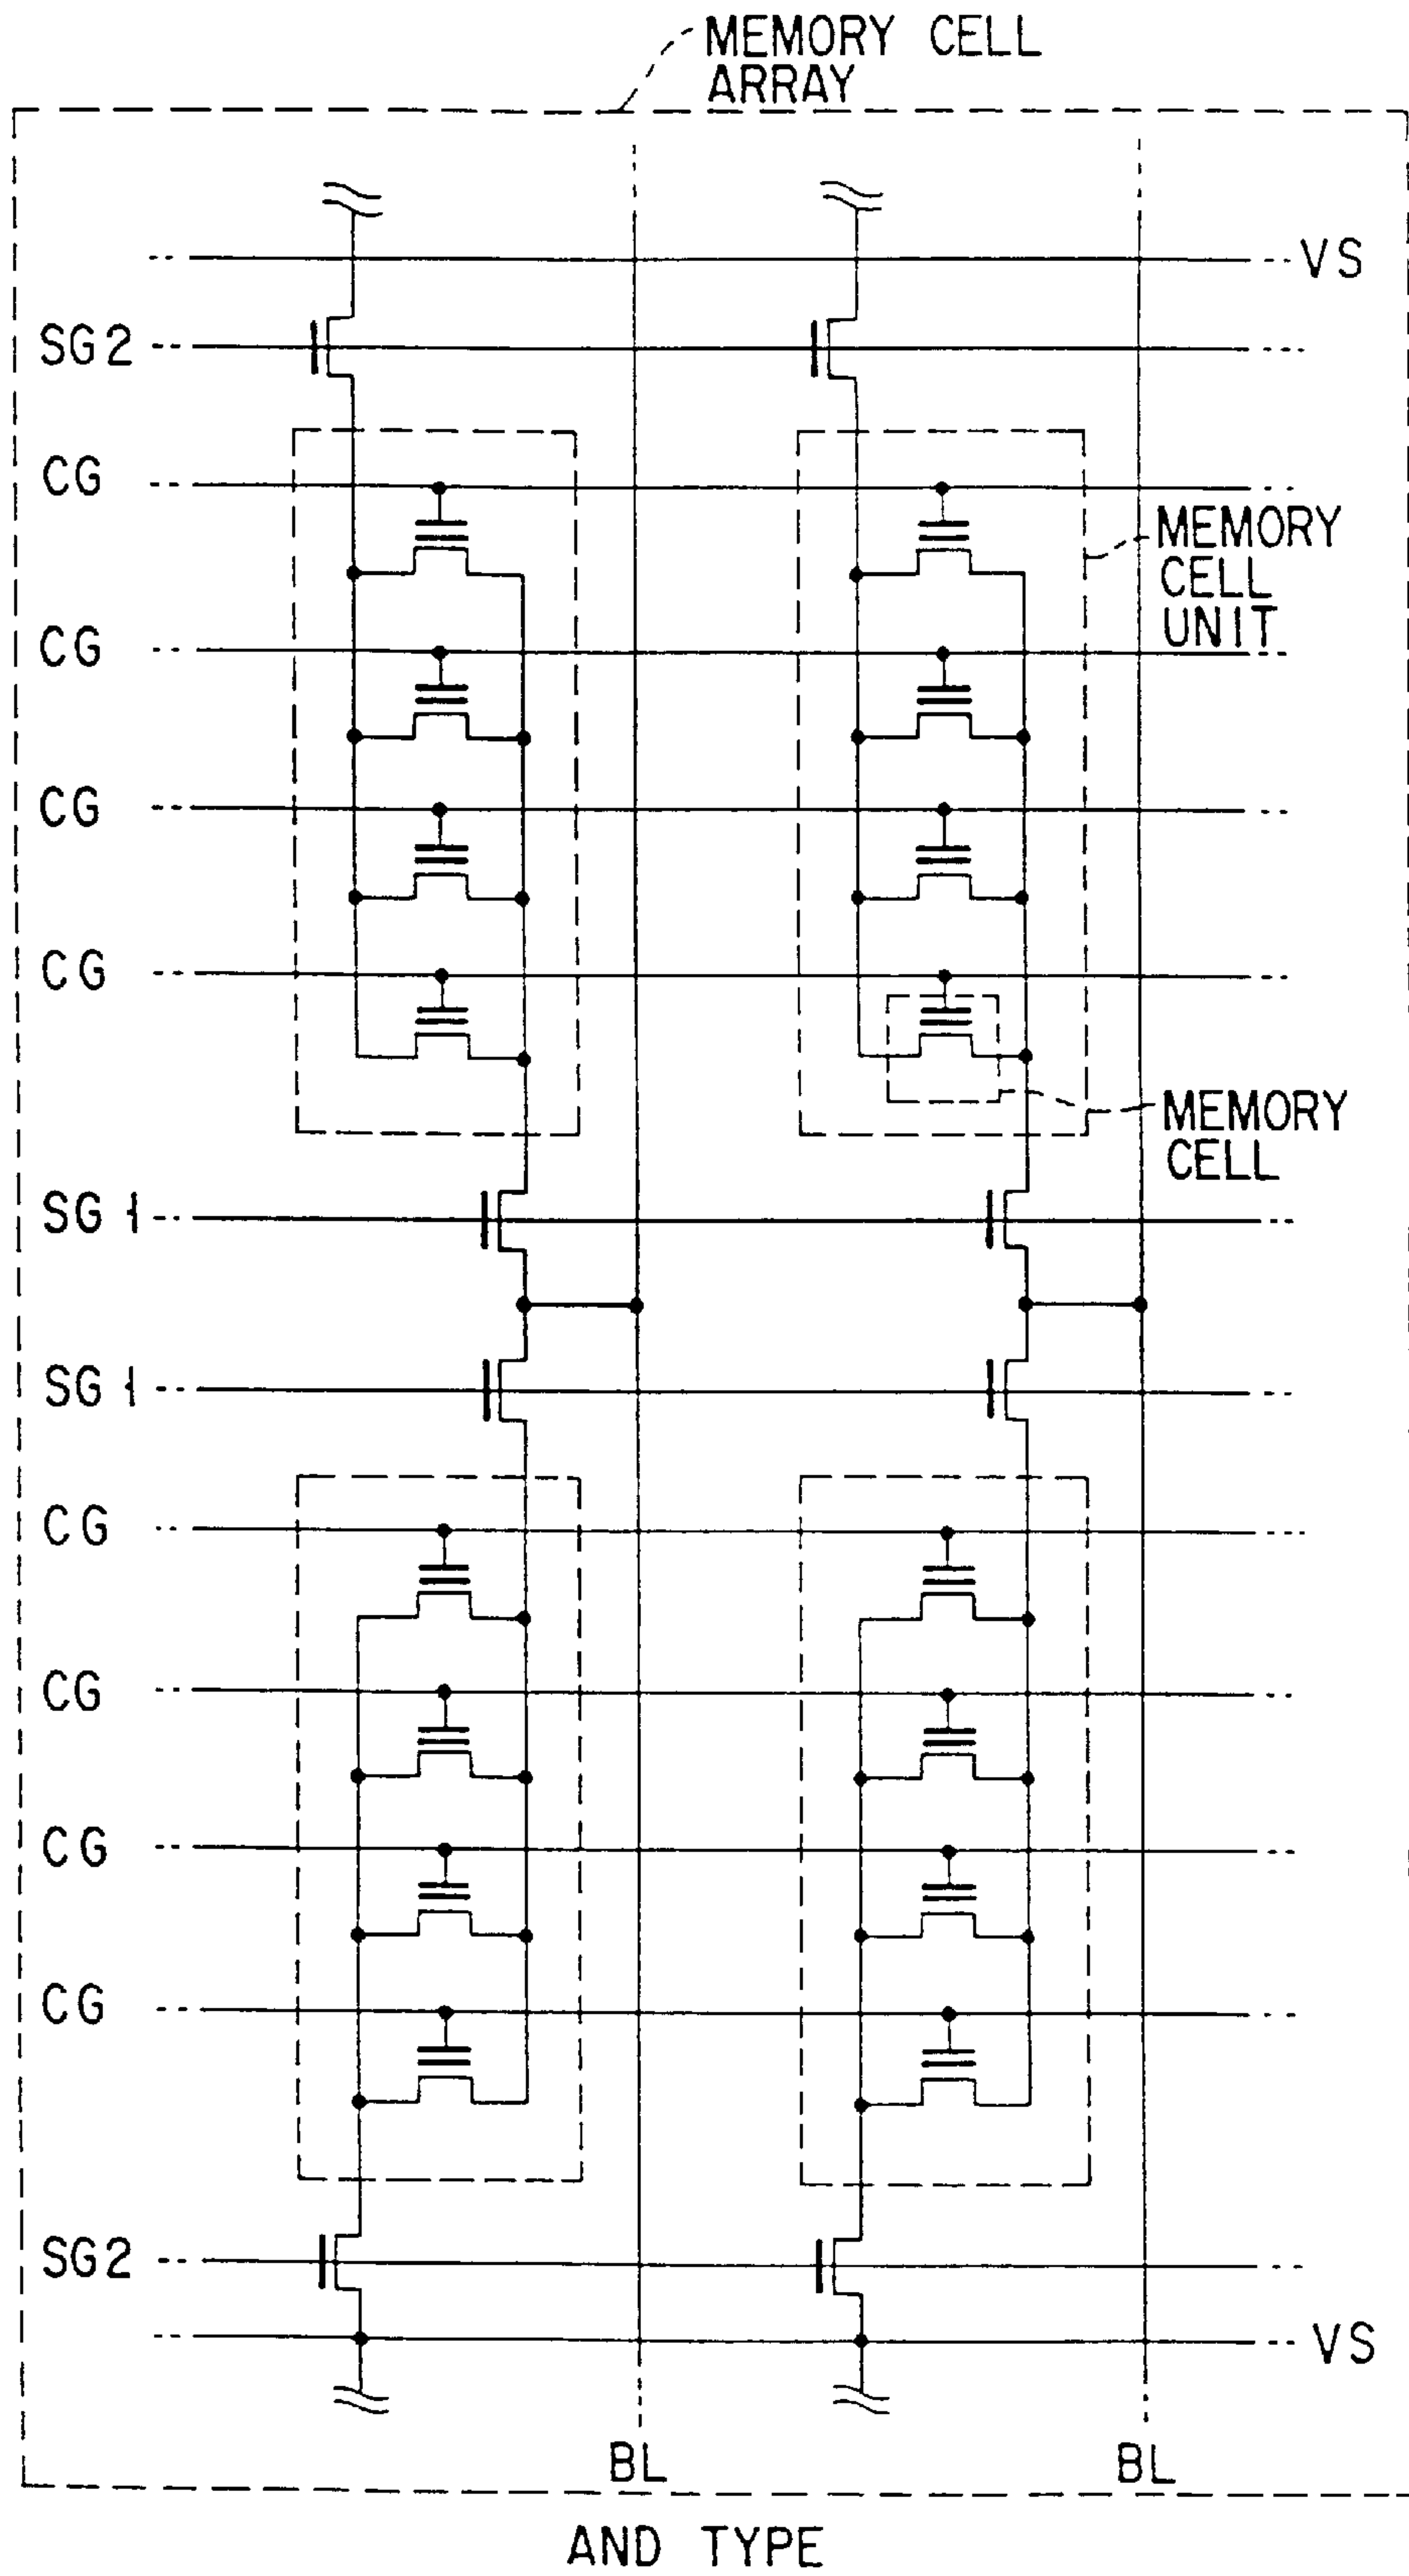 MEMORY CELL
ARRAY
VS
SG2
CG
MEMORY
CELL
UNIT
CG
CG
CG
MEMORY
CELL
SG1
SG1
CG
CG
CG
CG
SG2
VS
BL BL
AND TYPE